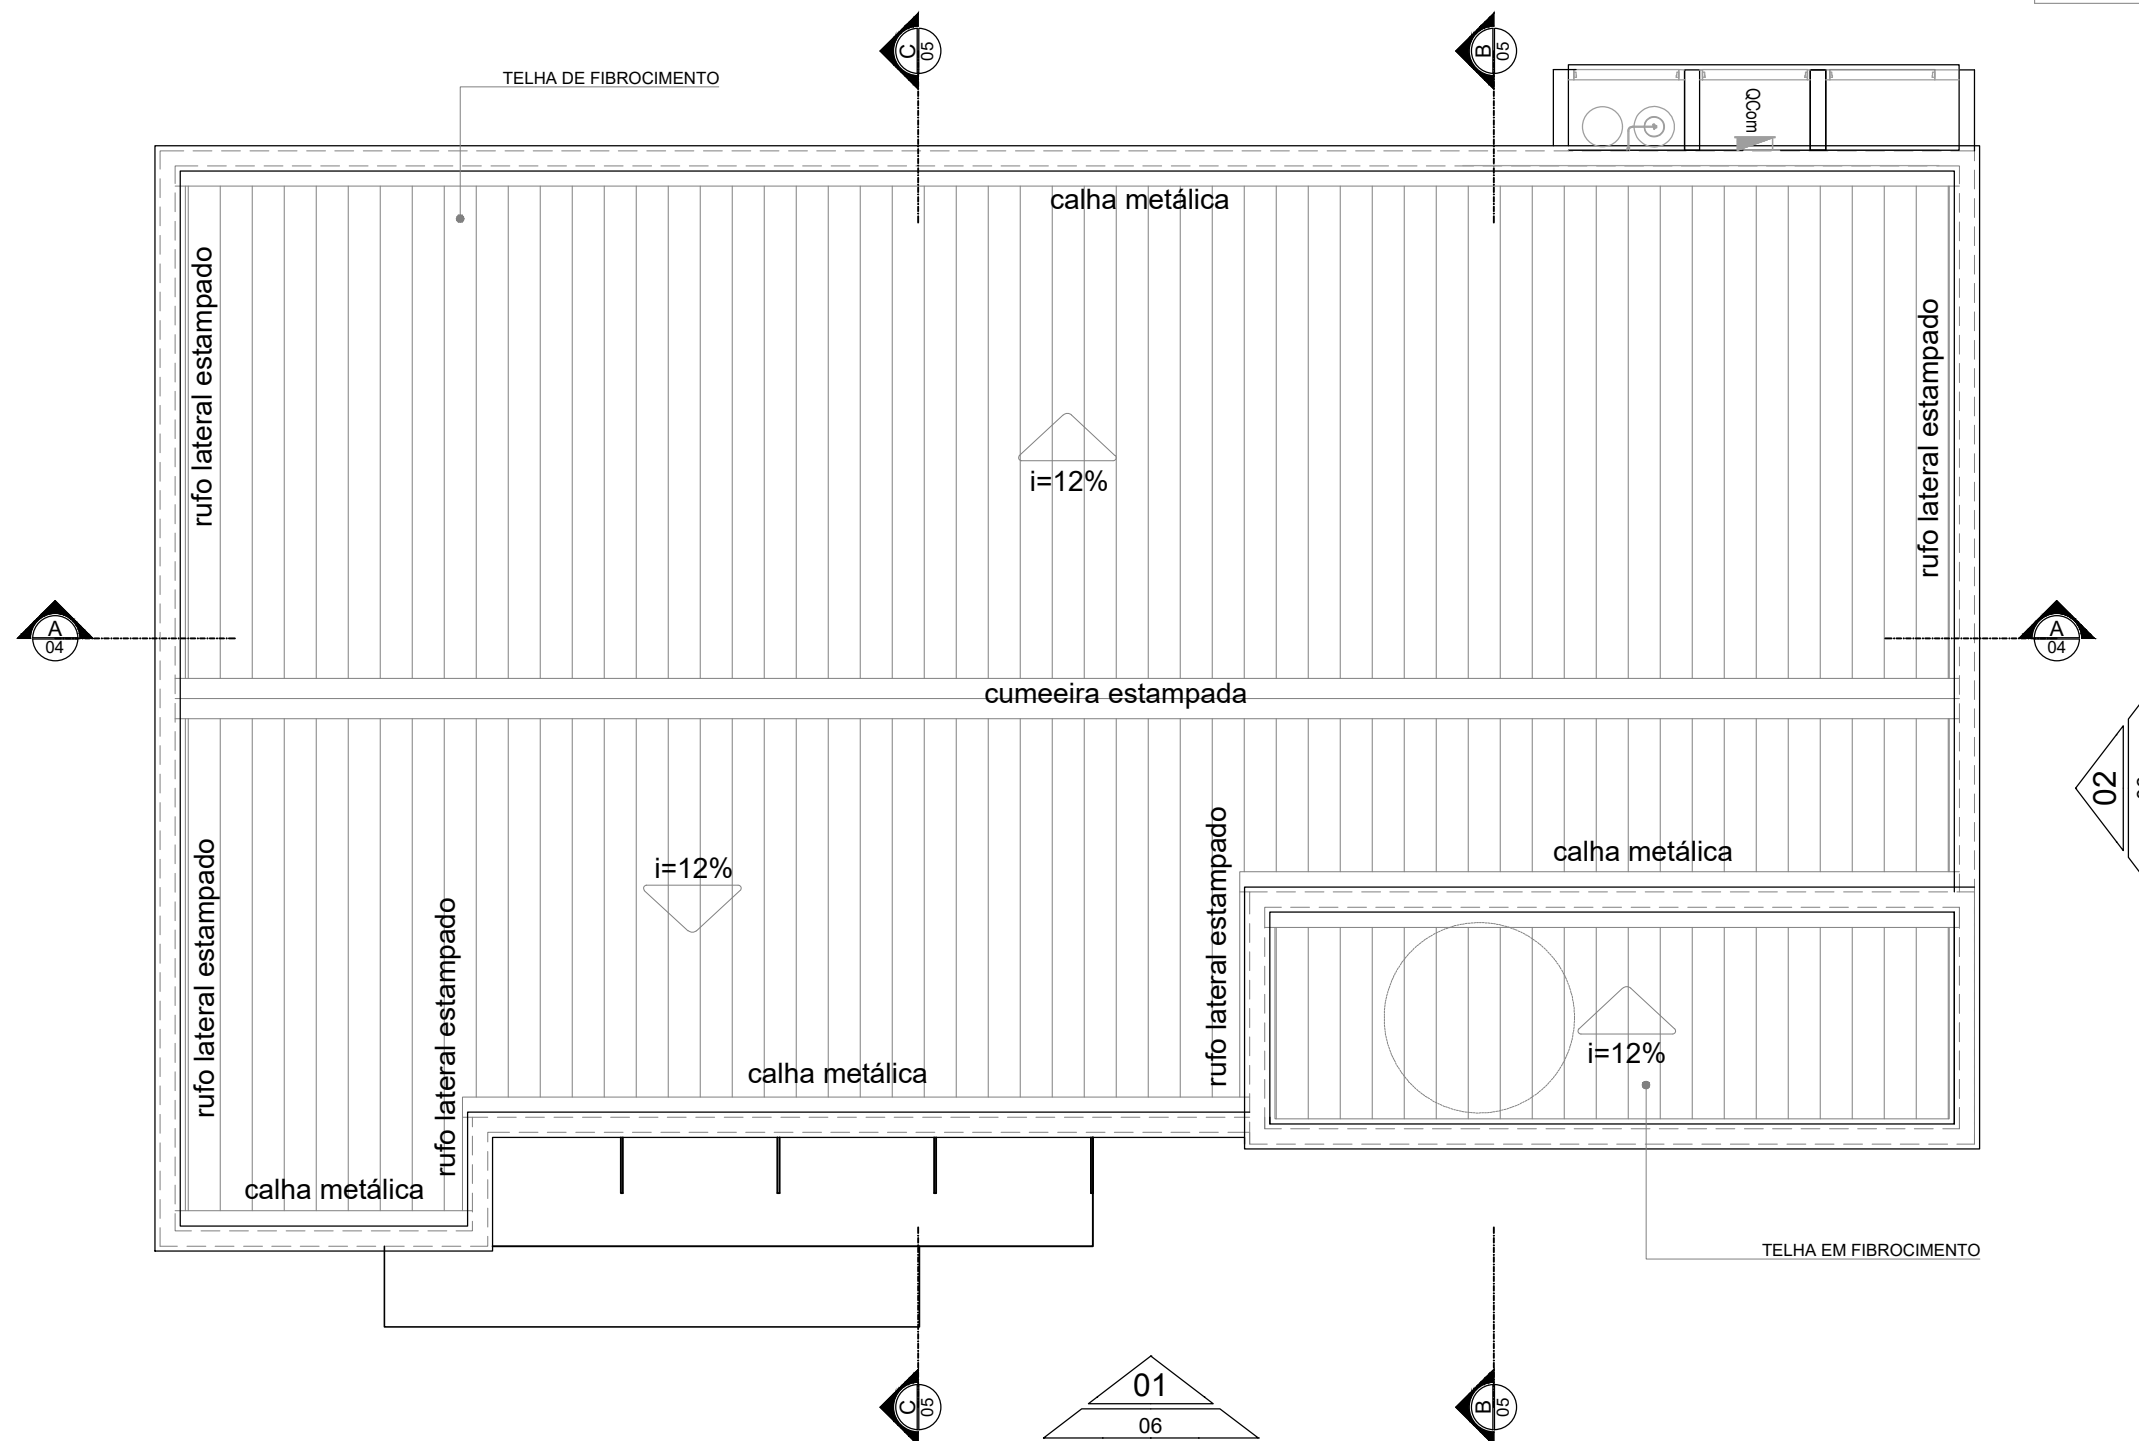 C
05
B
05
TELHA DE FIBROCIMENTO
QCom
calha metálica
rufo lateral estampado
rufo lateral estampado
i=12%
A
04
A
04
cumeeira estampada
02
rufo lateral estampado
rufo lateral estampado
i=12%
rufo lateral estampado
calha metálica
i=12%
calha metálica
calha metálica
TELHA EM FIBROCIMENTO
C
05
01
06
B
05